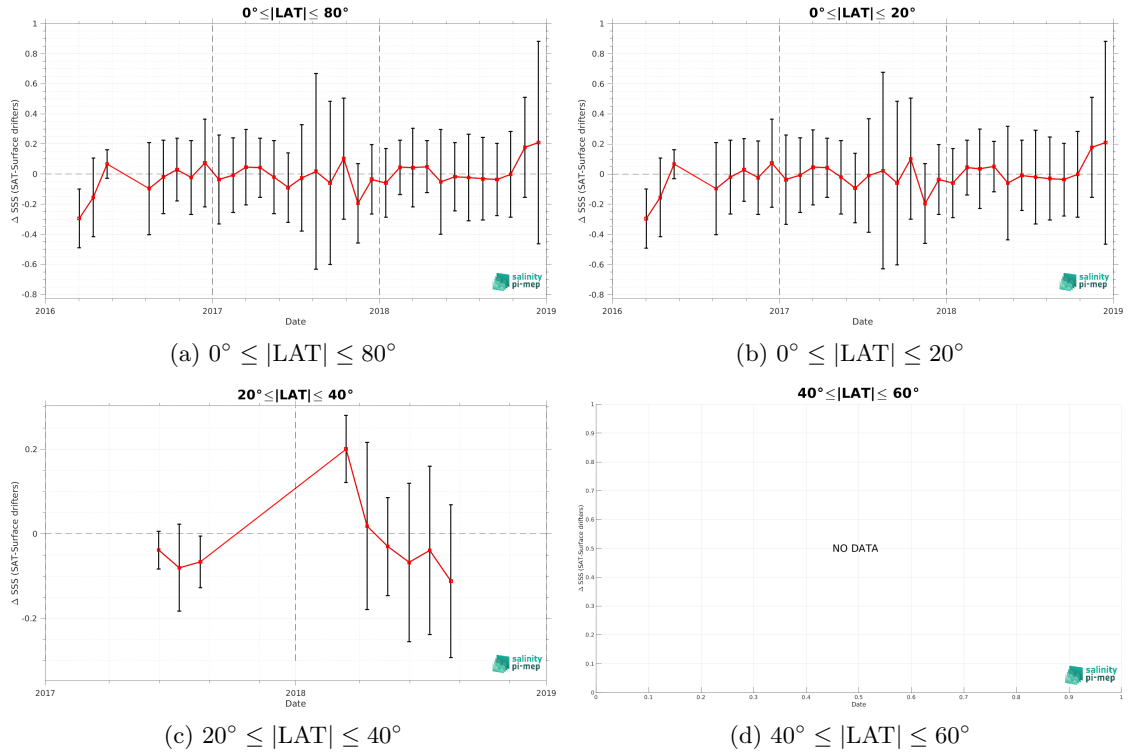 0°≤|LAT|≤ 80°
Δ SSS (SAT-Surface drifters)
1
0.8
0.6
0.4
0.2
0
-0.2
-0.4
-0.6
-0.8
2016
2017
2018
2019
Date
salinity
pi-mep
(a) 0° ≤ |LAT| ≤ 80°
0°≤|LAT|≤ 20°
Δ SSS (SAT-Surface drifters)
1
0.8
0.6
0.4
0.2
0
-0.2
-0.4
-0.6
-0.8
2016
2017
2018
2019
Date
salinity
pi-mep
(b) 0° ≤ |LAT| ≤ 20°
20°≤|LAT|≤ 40°
Δ SSS (SAT-Surface drifters)
0.2
0
-0.2
2017
2018
2019
Date
salinity
pi-mep
(c) 20° ≤ |LAT| ≤ 40°
40°≤|LAT|≤ 60°
Δ SSS (SAT-Surface drifters)
1
0.9
0.8
0.7
0.6
0.5
0.4
0.3
0.2
0.1
0
NO DATA
0 0.1 0.2 0.3 0.4 0.5 0.6 0.7 0.8 0.9 1
Date
salinity
pi-mep
(d) 40° ≤ |LAT| ≤ 60°